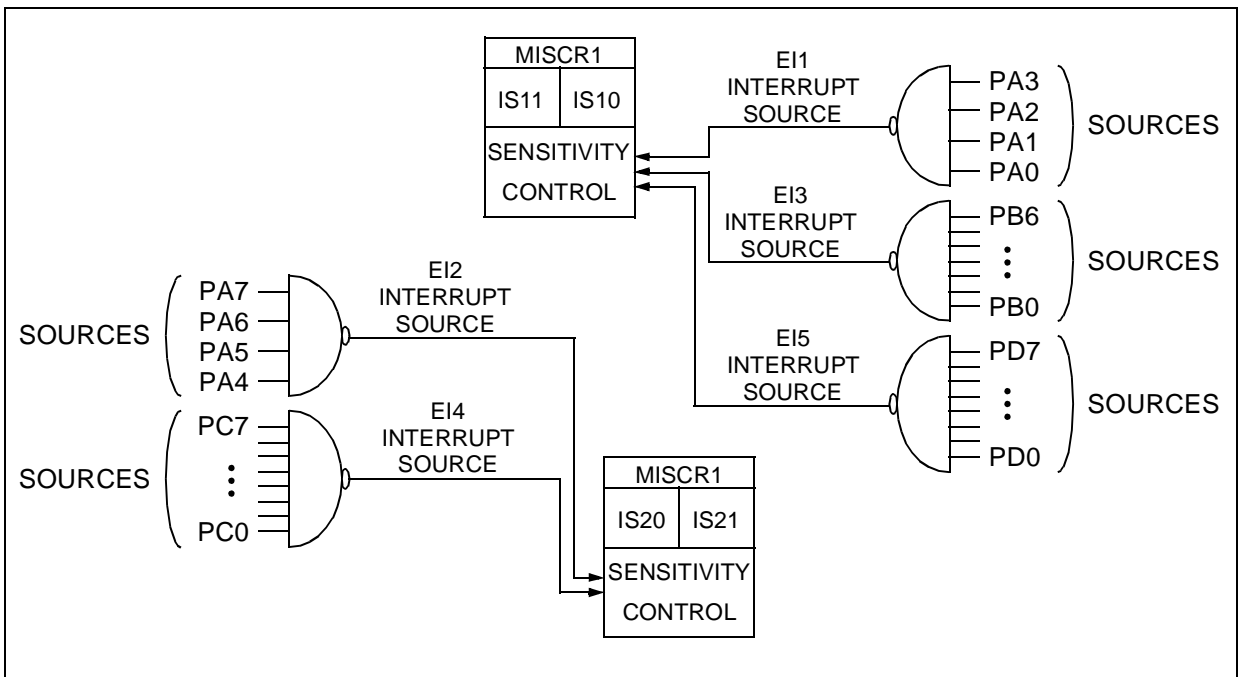 MISCR1
IS11 IS10
SENSITIVITY
CONTROL
EI1
INTERRUPT
SOURCE
PA3
PA2
PA1
PA0
SOURCES
EI3
INTERRUPT
SOURCE
PB6
PB0
SOURCES
EI5
INTERRUPT
SOURCE
PD7
PD0
SOURCES
SOURCES
PA7
PA6
PA5
PA4
EI2
INTERRUPT
SOURCE
SOURCES
PC7
PC0
EI4
INTERRUPT
SOURCE
MISCR1
IS20 IS21
SENSITIVITY
CONTROL